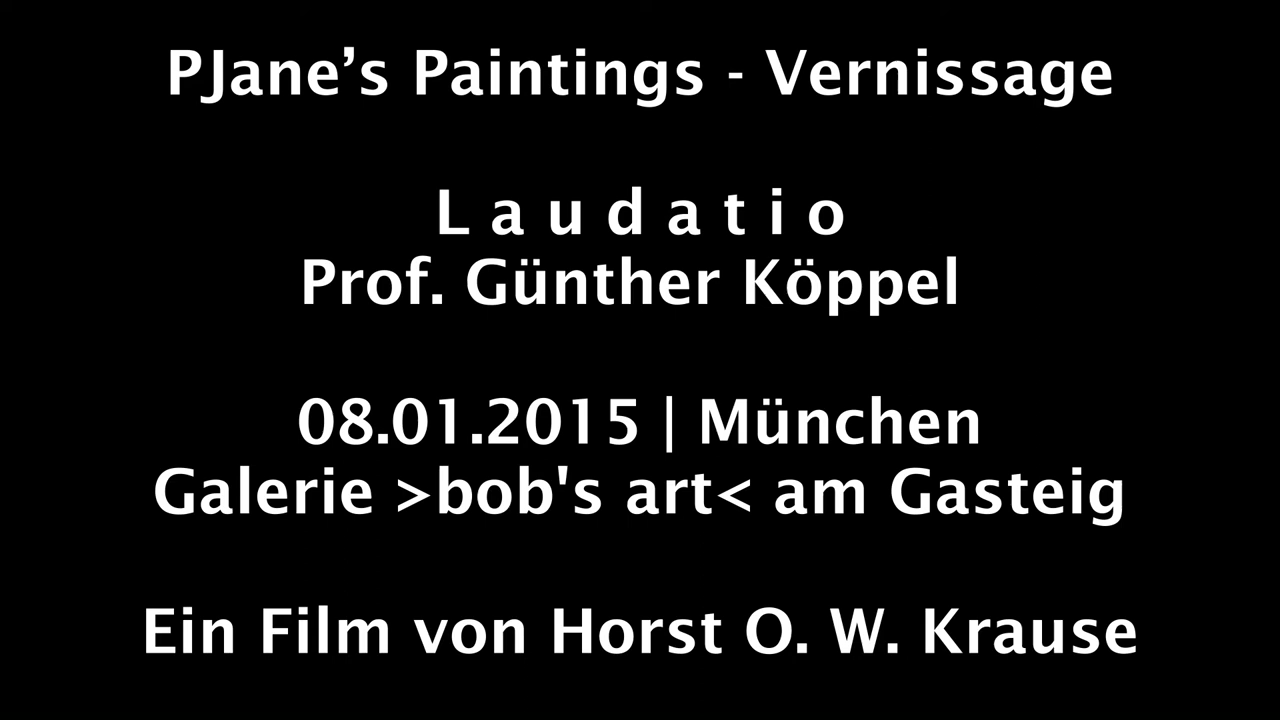 PJane’s Paintings - Vernissage
L a u d a t i o
Prof. Günther Köppel
08.01.2015 | München
Galerie >bob's art< am Gasteig
Ein Film von Horst O. W. Krause